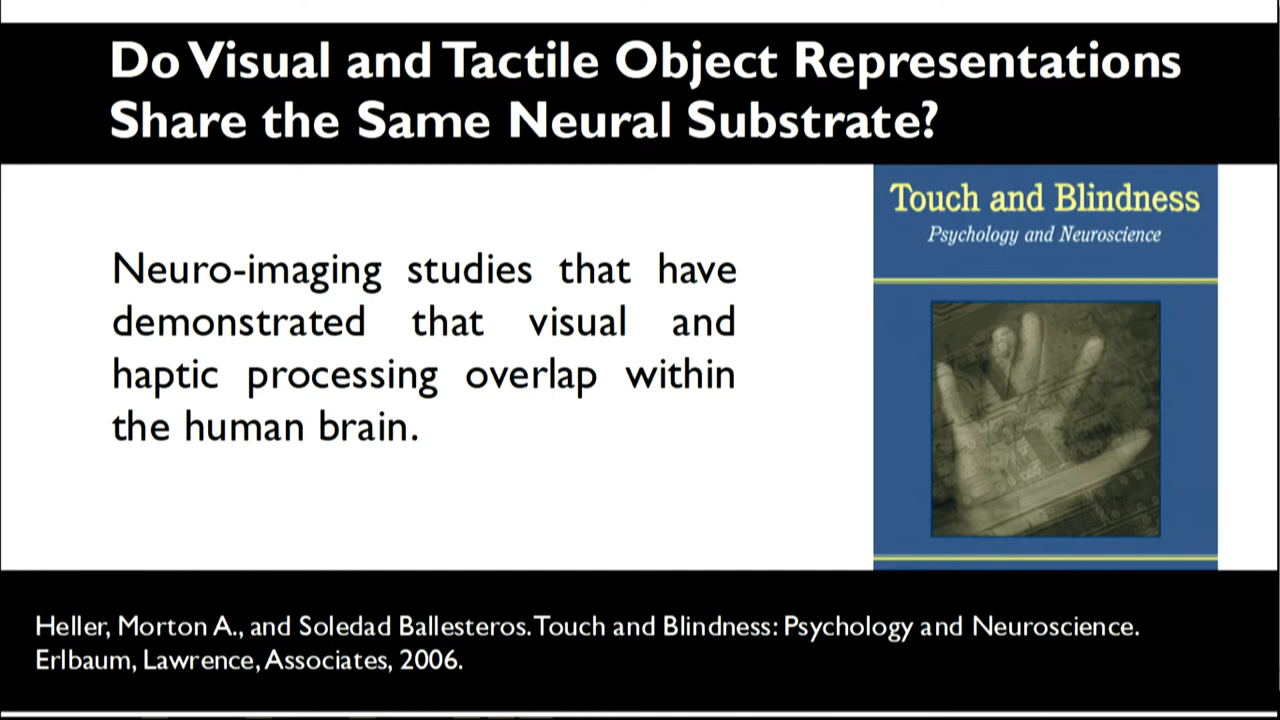 Do Visual and Tactile Object Representations
Share the Same Neural Substrate?
Touch and Blindness
Psychology and Neuroscience
Neuro-imaging studies that have
demonstrated that visual and
haptic processing overlap within
the human brain.
Heller, Morton A., and Soledad Ballesteros. Touch and Blindness: Psychology and Neuroscience.
Erlbaum, Lawrence, Associates, 2006.